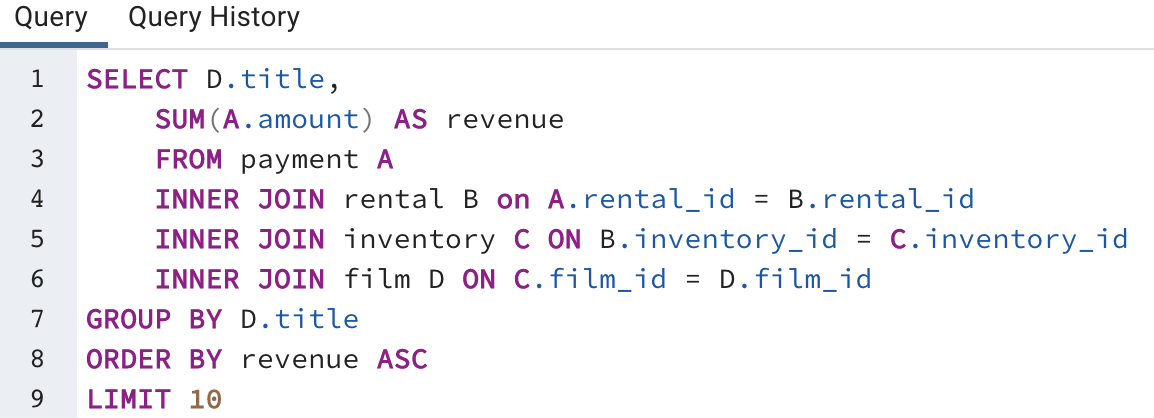 Query Query History
1 SELECT D.title,
2 SUM(A.amount) AS revenue
3 FROM payment A
4 INNER JOIN rental B on A.rental_id = B.rental_id
5 INNER JOIN inventory C ON B.inventory_id = C.inventory_id
6 INNER JOIN film D ON C.film_id = D.film_id
7 GROUP BY D.title
8 ORDER BY revenue ASC
9 LIMIT 10